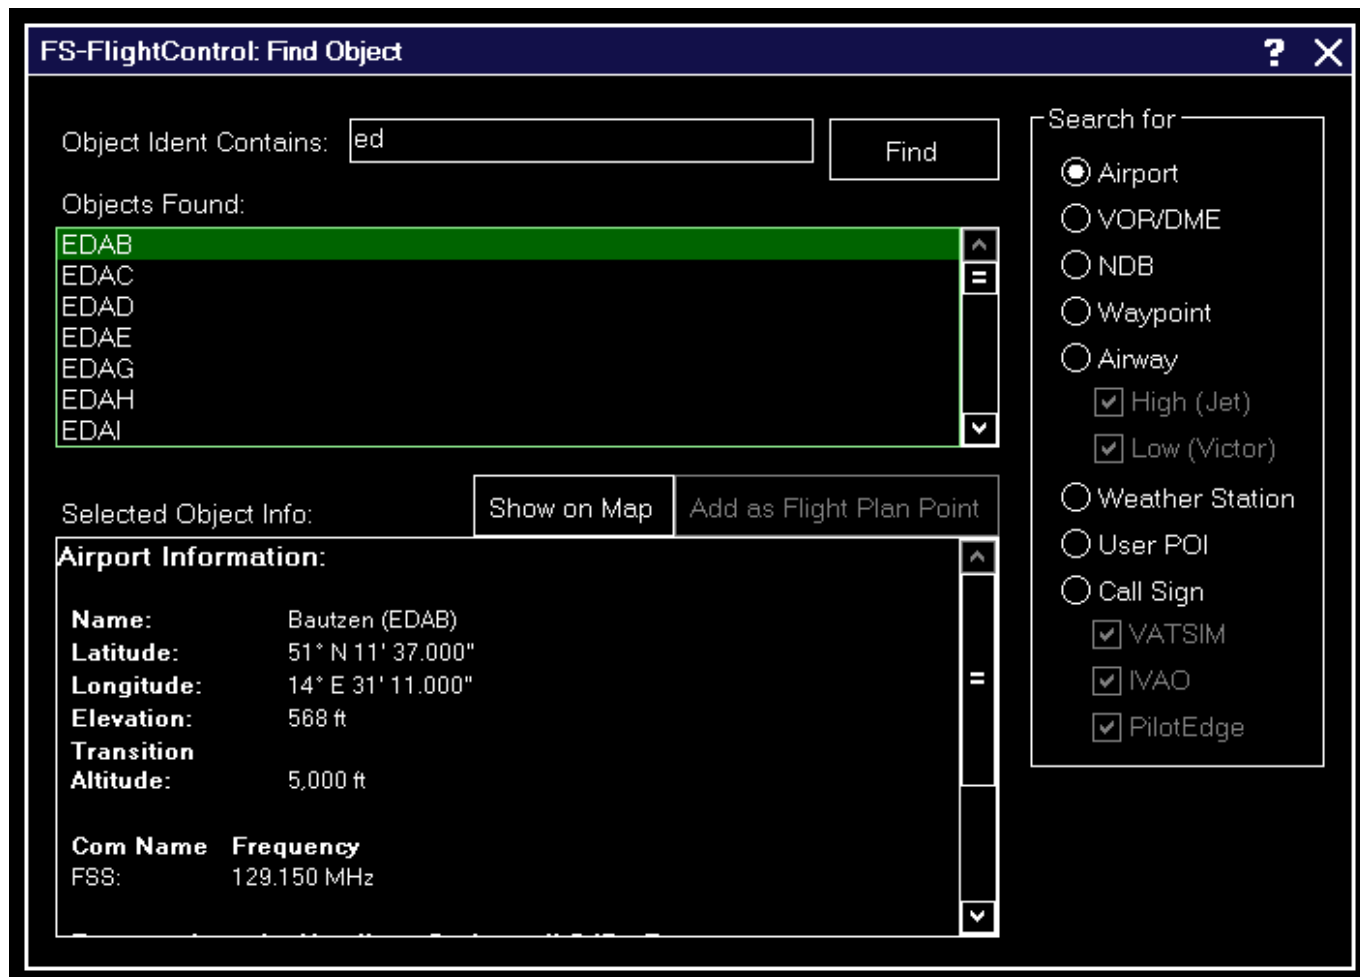 FS-FlightControl: Find Object
Object Ident Contains: ed
Find
Objects Found:
EDAB
EDAC
EDAD
EDAE
EDAG
EDAH
EDAI
Selected Object Info:
Show on Map
Add as Flight Plan Point
Airport Information:
Name: Bautzen (EDAB)
Latitude: 51° N 11' 37.000"
Longitude: 14° E 31' 11.000"
Elevation: 568 ft
Transition
Altitude: 5,000 ft
Com Name Frequency
FSS: 129.150 MHz
Search for
Airport
VOR/DME
NDB
Waypoint
Airway
High (Jet)
Low (Victor)
Weather Station
User POI
Call Sign
VATSIM
IVAO
PilotEdge